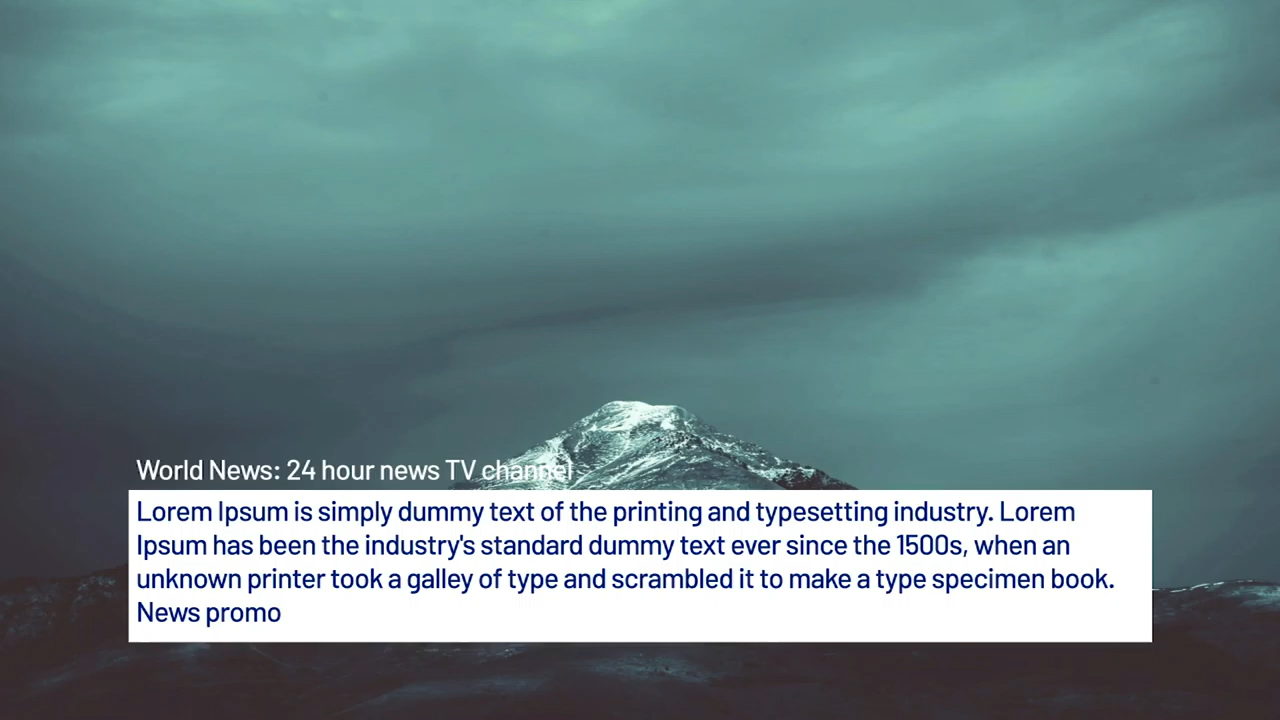 World News: 24 hour news TV channel
Lorem Ipsum is simply dummy text of the printing and typesetting industry. Lorem
Ipsum has been the industry's standard dummy text ever since the 1500s, when an
unknown printer took a galley of type and scrambled it to make a type specimen book.
News promo